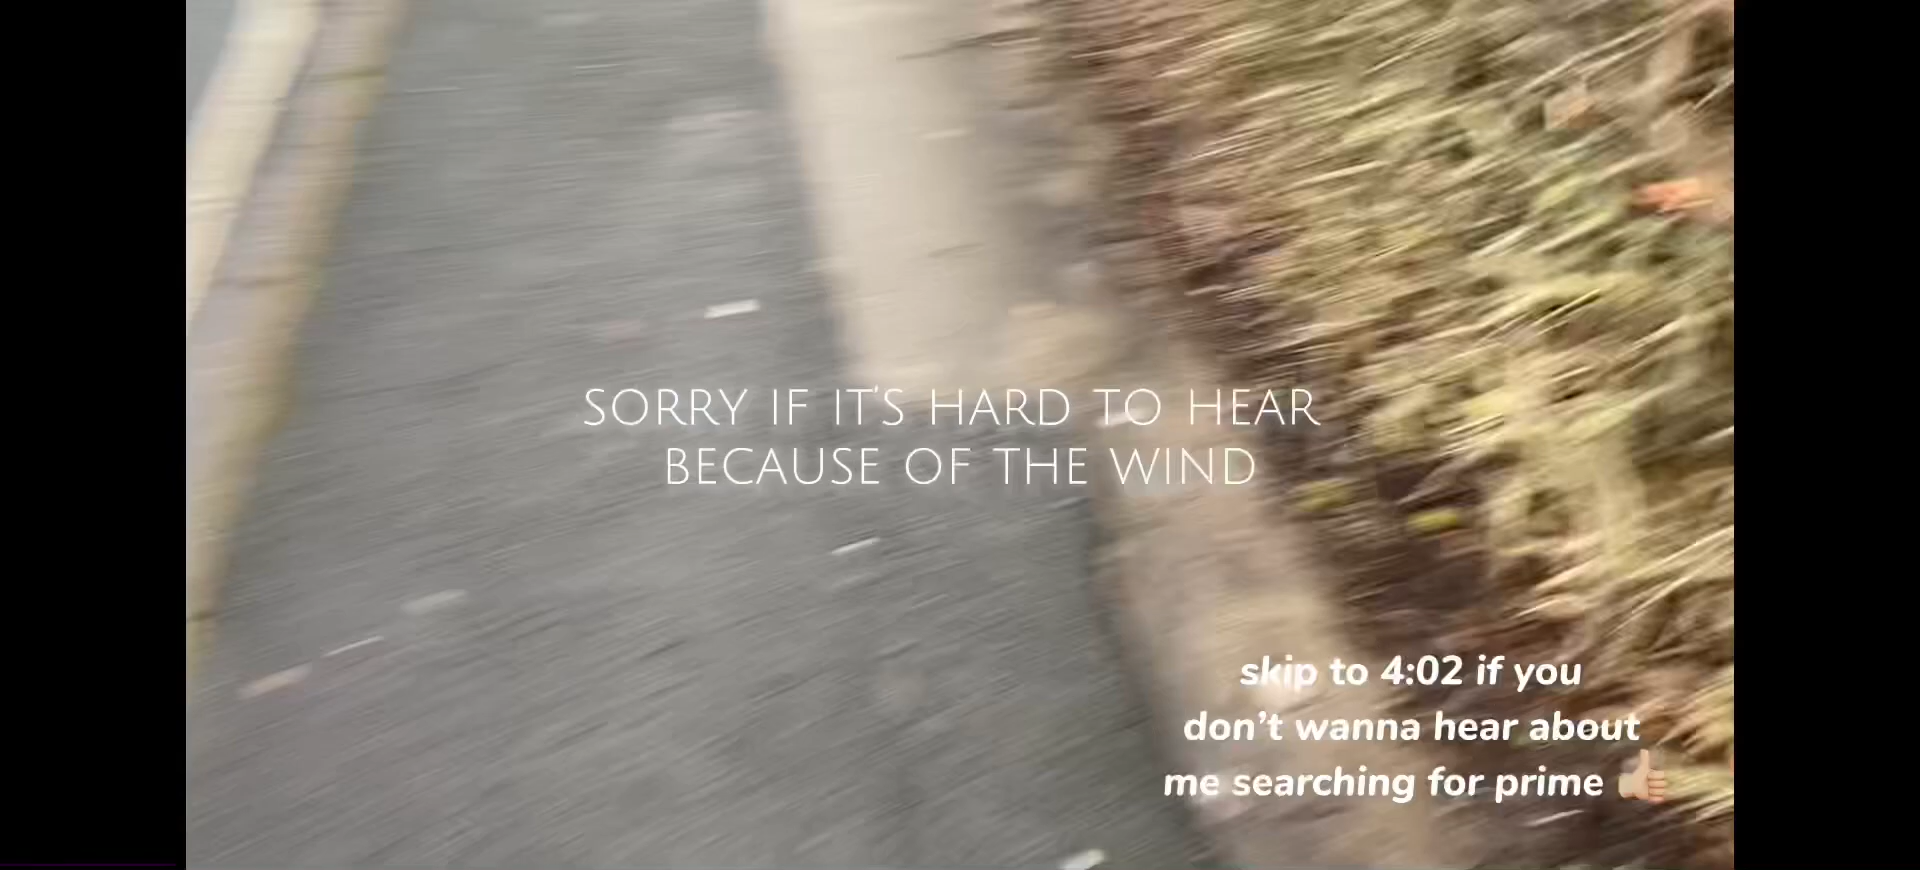 SORRY IF IT'S HARD TO HEAR
BECAUSE OF THE WIND
skip to 4:02 if you
don't wanna hear about
me searching for prime 👍🏼